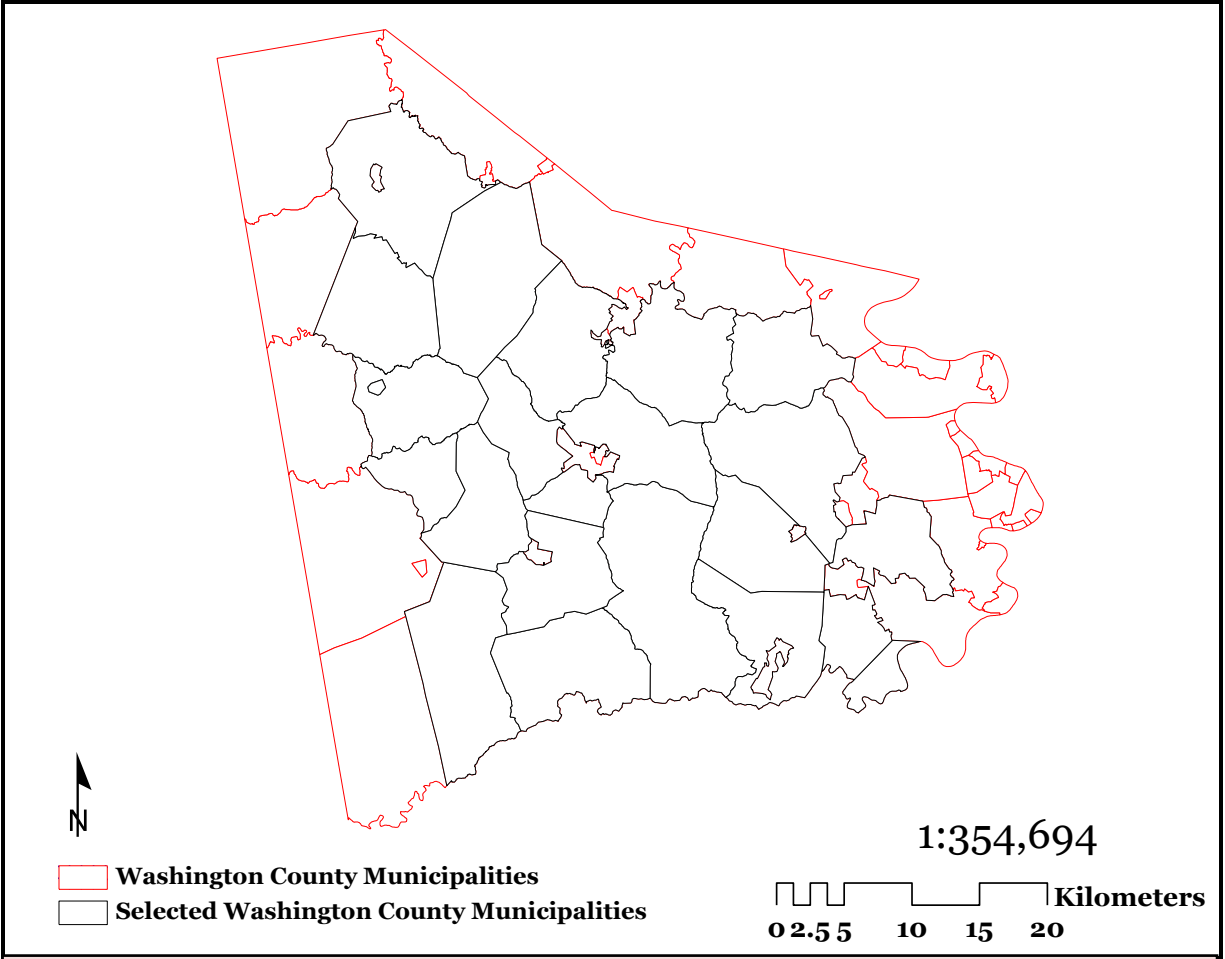 N
1:354,694
Washington County Municipalities
Selected Washington County Municipalities
Kilometers
0 2.5 5 10 15 20